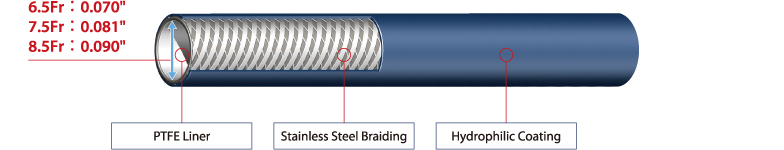 6.5Fr：0.070"
7.5Fr：0.081"
8.5Fr：0.090"
PTFE Liner
Stainless Steel Braiding
Hydrophilic Coating